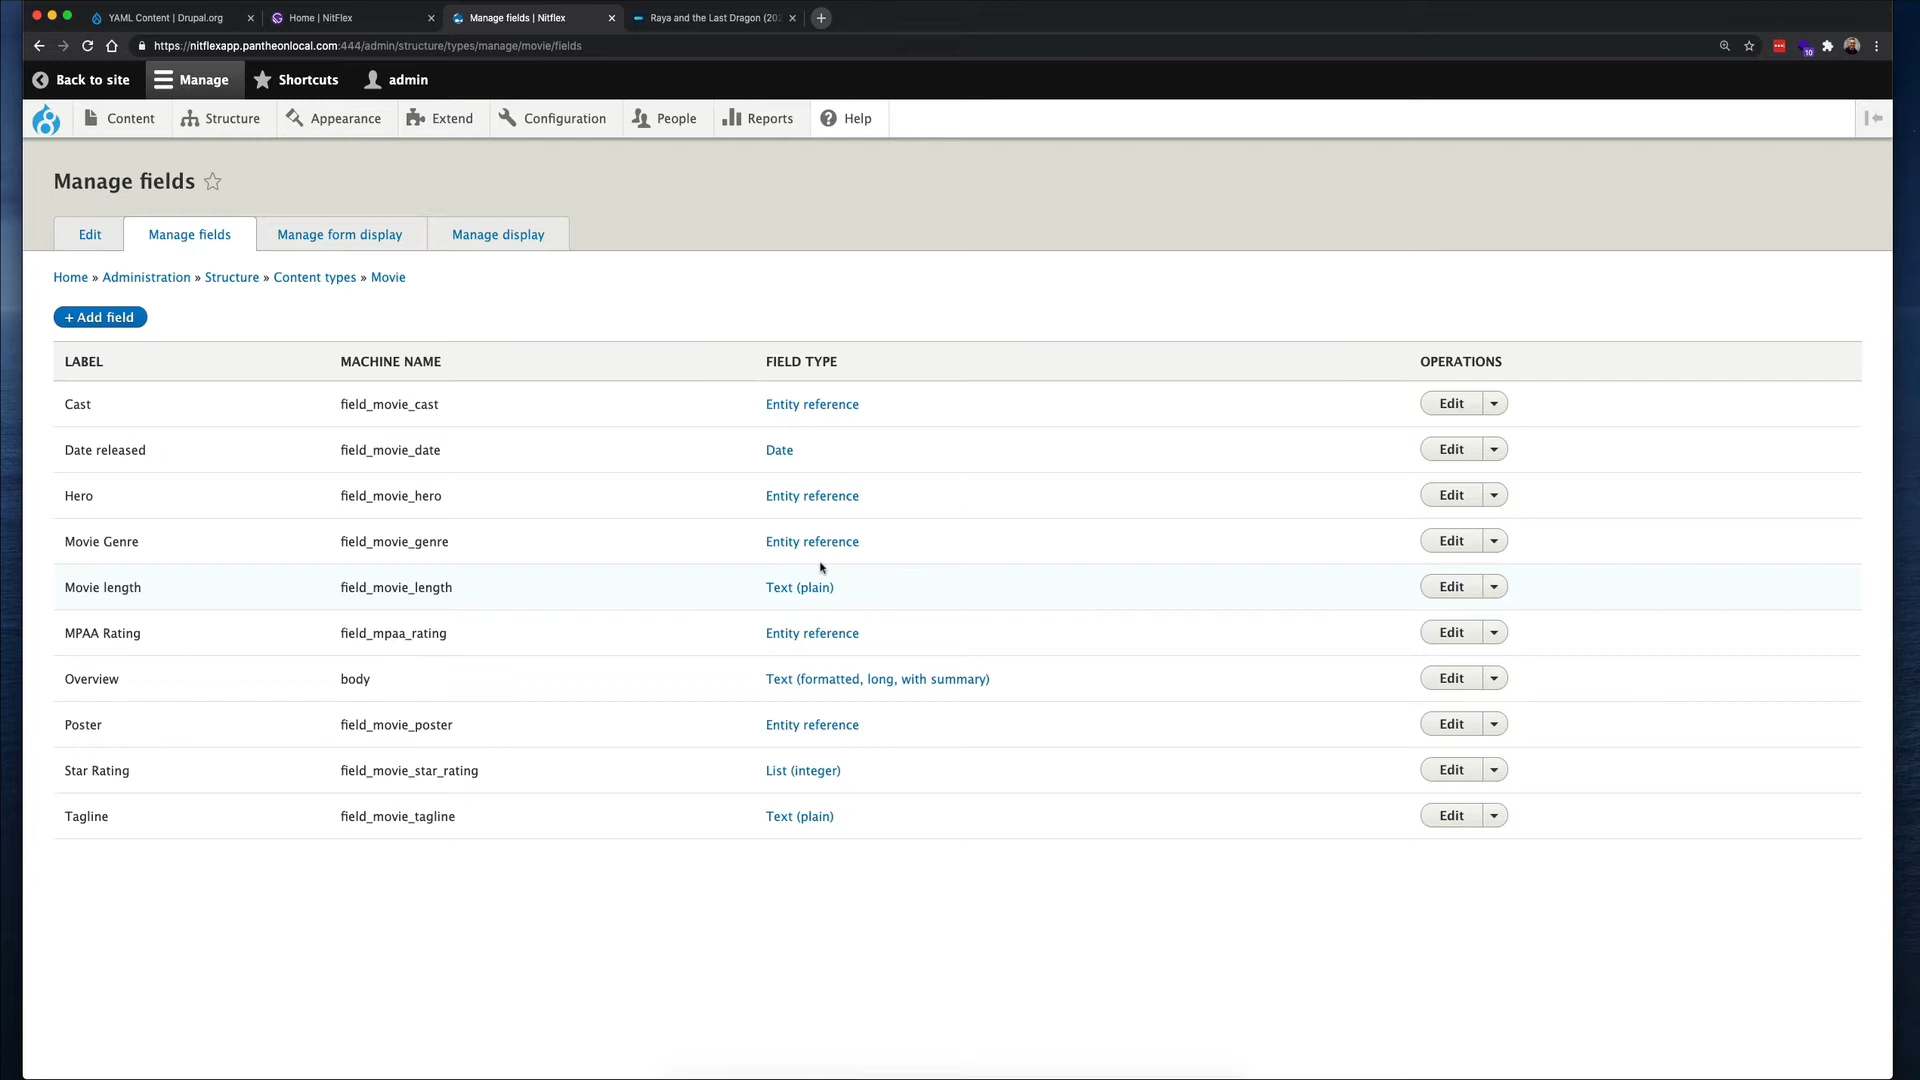 YAML Content | Drupal.org
Home | NitFlex
Manage fields | Nitflex
Raya and the Last Dragon (202
https://nitflexapp.pantheonlocal.com:444/admin/structure/types/manage/movie/fields
10
Back to site Manage Shortcuts admin
Content Structure Appearance Extend Configuration People Reports Help
Manage fields
Edit Manage fields Manage form display Manage display
Home » Administration » Structure » Content types » Movie
+ Add field
LABEL MACHINE NAME FIELD TYPE OPERATIONS
Cast field_movie_cast Entity reference Edit
Date released field_movie_date Date Edit
Hero field_movie_hero Entity reference Edit
Movie Genre field_movie_genre Entity reference Edit
Movie length field_movie_length Text (plain) Edit
MPAA Rating field_mpaa_rating Entity reference Edit
Overview body Text (formatted, long, with summary) Edit
Poster field_movie_poster Entity reference Edit
Star Rating field_movie_star_rating List (integer) Edit
Tagline field_movie_tagline Text (plain) Edit